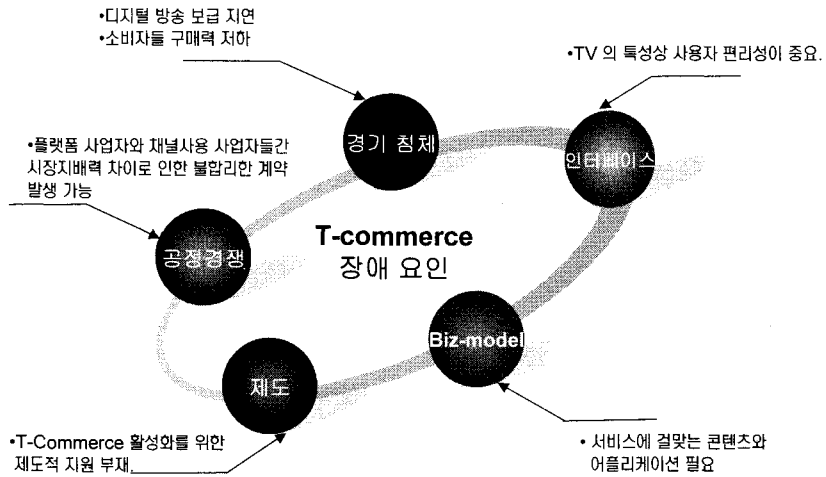 •디지털 방송 보급 지연
•소비자들 구매력 저하
•TV 의 특성상 사용자 편리성이 중요.
경기 침체
인터페이스
•플랫폼 사업자와 채널사용 사업자들간
시장지배력 차이로 인한 불합리한 계약
발생 가능
공정경쟁
T-commerce
장애 요인
Biz-model
제도
•T-Commerce 활성화를 위한
제도적 지원 부재.
• 서비스에 걸맞는 콘텐츠와
어플리케이션 필요